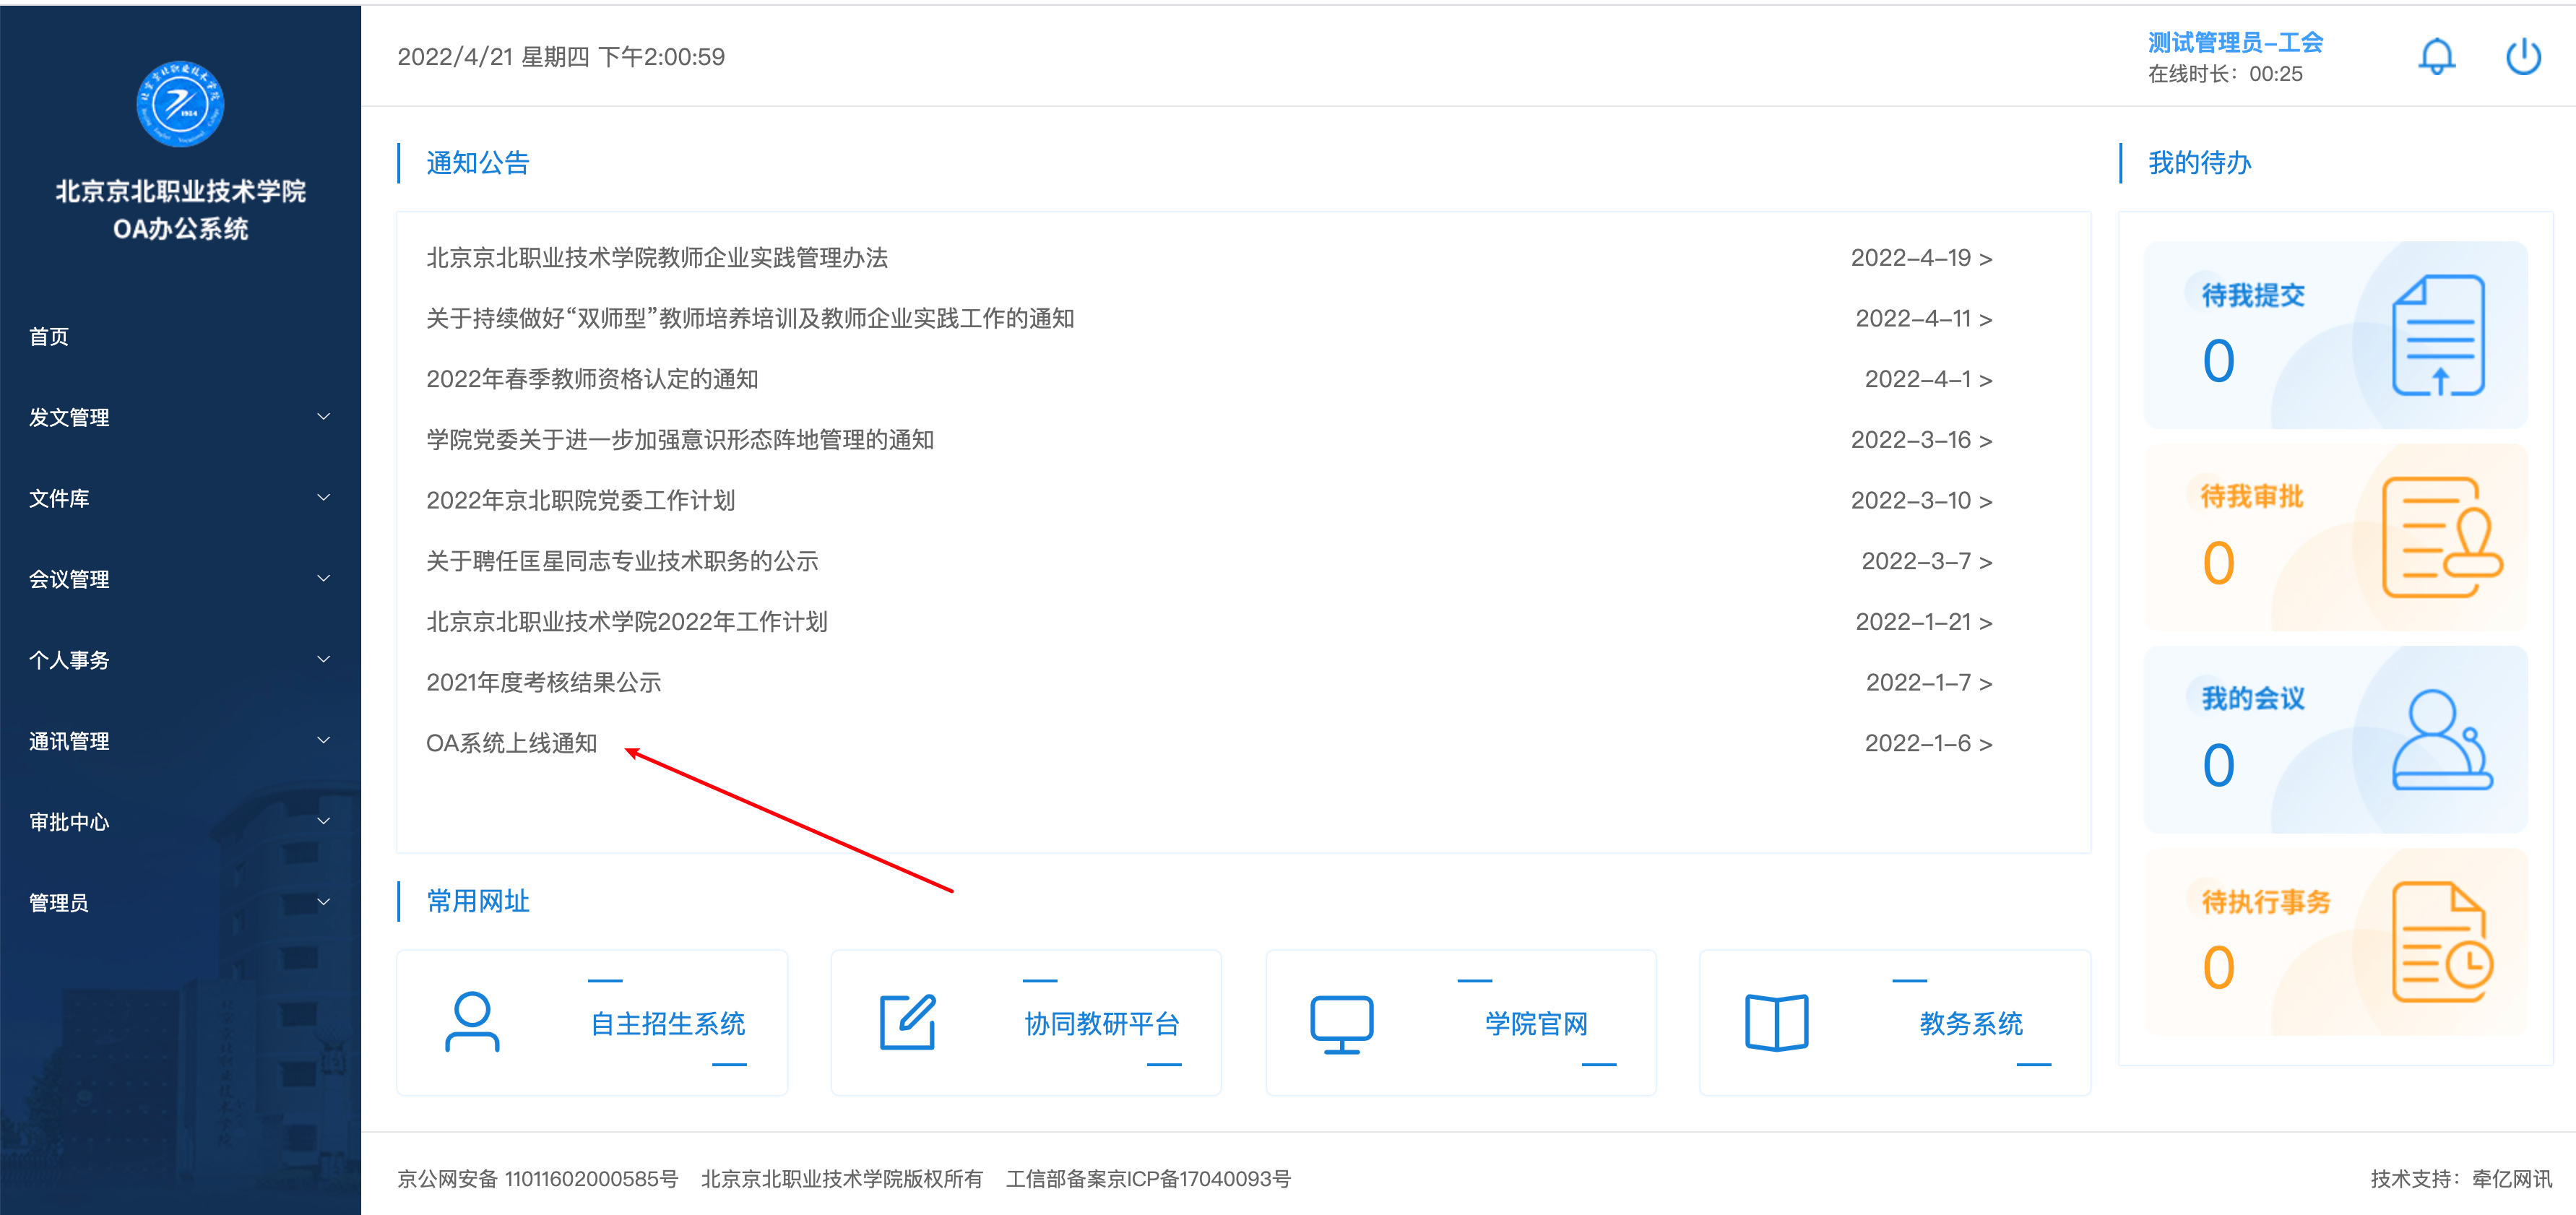 北京京北职业技术学院
OA办公系统
首页
发文管理
文件库
会议管理
个人事务
通讯管理
审批中心
管理员
2022/4/21 星期四 下午2:00:59
测试管理员-工会
在线时长：00:25
通知公告
北京京北职业技术学院教师企业实践管理办法 2022-4-19 >
关于持续做好“双师型”教师培养培训及教师企业实践工作的通知 2022-4-11 >
2022年春季教师资格认定的通知 2022-4-1 >
学院党委关于进一步加强意识形态阵地管理的通知 2022-3-16 >
2022年京北职院党委工作计划 2022-3-10 >
关于聘任匡星同志专业技术职务的公示 2022-3-7 >
北京京北职业技术学院2022年工作计划 2022-1-21 >
2021年度考核结果公示 2022-1-7 >
OA系统上线通知 2022-1-6 >
我的待办
待我提交
0
待我审批
0
我的会议
0
待执行事务
0
常用网址
自主招生系统
协同教研平台
学院官网
教务系统
京公网安备 11011602000585号 北京京北职业技术学院版权所有 工信部备案京ICP备17040093号
技术支持：牵亿网讯